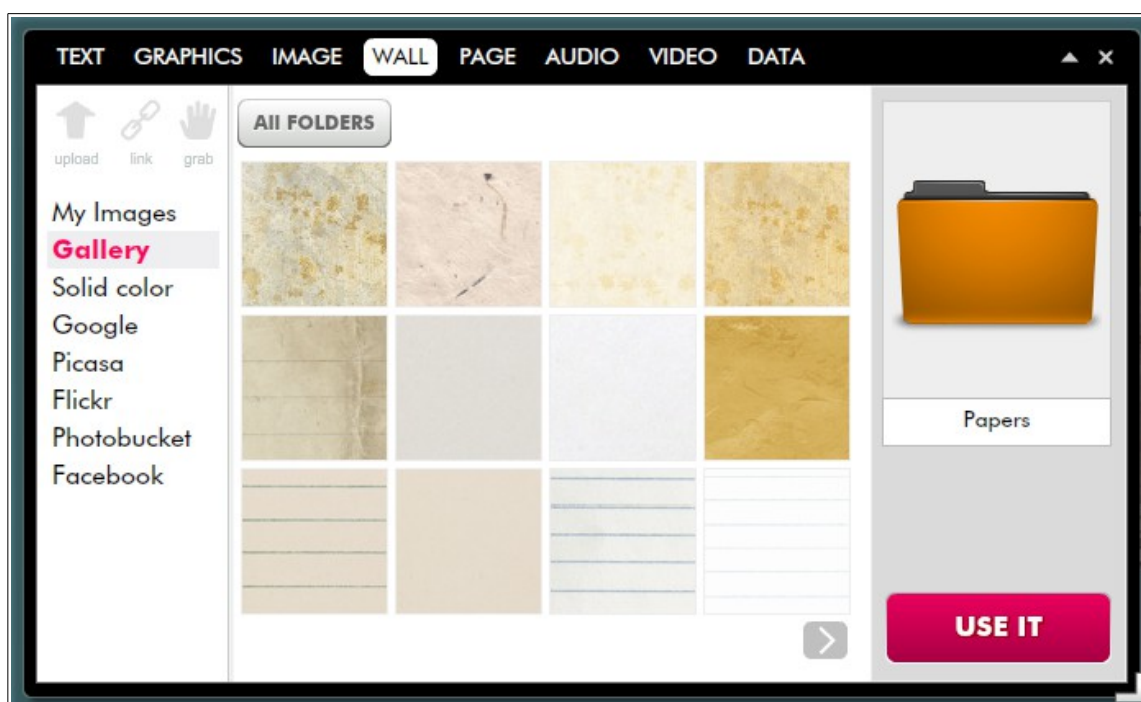 TEXT GRAPHICS IMAGE WALL PAGE AUDIO VIDEO DATA
upload link grab
All FOLDERS
My Images
Gallery
Solid color
Google
Picasa
Flickr
Photobucket
Facebook
Papers
USE IT